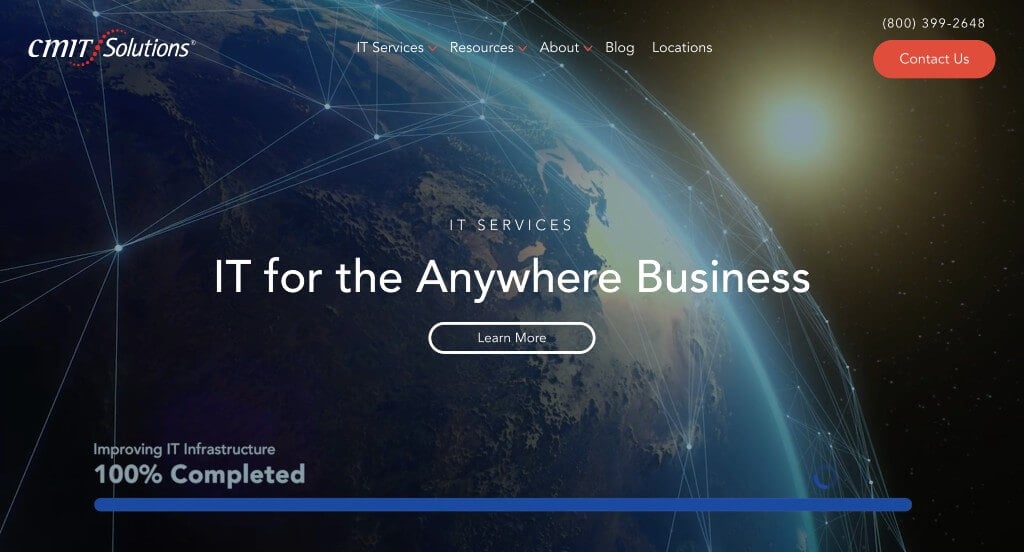 (800) 399-2648
CMIT Solutions®
IT Services
Resources
About
Blog
Locations
Contact Us
IT SERVICES
IT for the Anywhere Business
Learn More
Improving IT Infrastructure
100% Completed